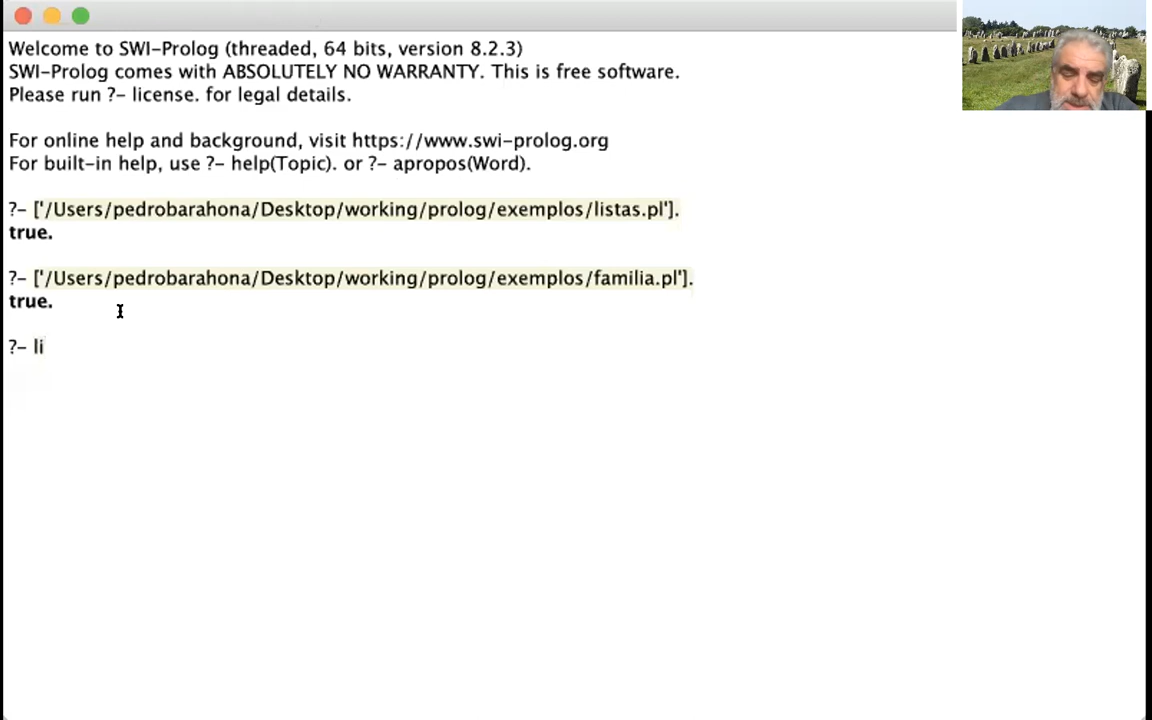 Welcome to SWI-Prolog (threaded, 64 bits, version 8.2.3)
SWI-Prolog comes with ABSOLUTELY NO WARRANTY. This is free software.
Please run ?- license. for legal details.
For online help and background, visit https://www.swi-prolog.org
For built-in help, use ?- help(Topic). or ?- apropos(Word).
?- ['/Users/pedrobarahona/Desktop/working/prolog/exemplos/listas.pl'].
true.
?- ['/Users/pedrobarahona/Desktop/working/prolog/exemplos/familia.pl'].
true.
?- li